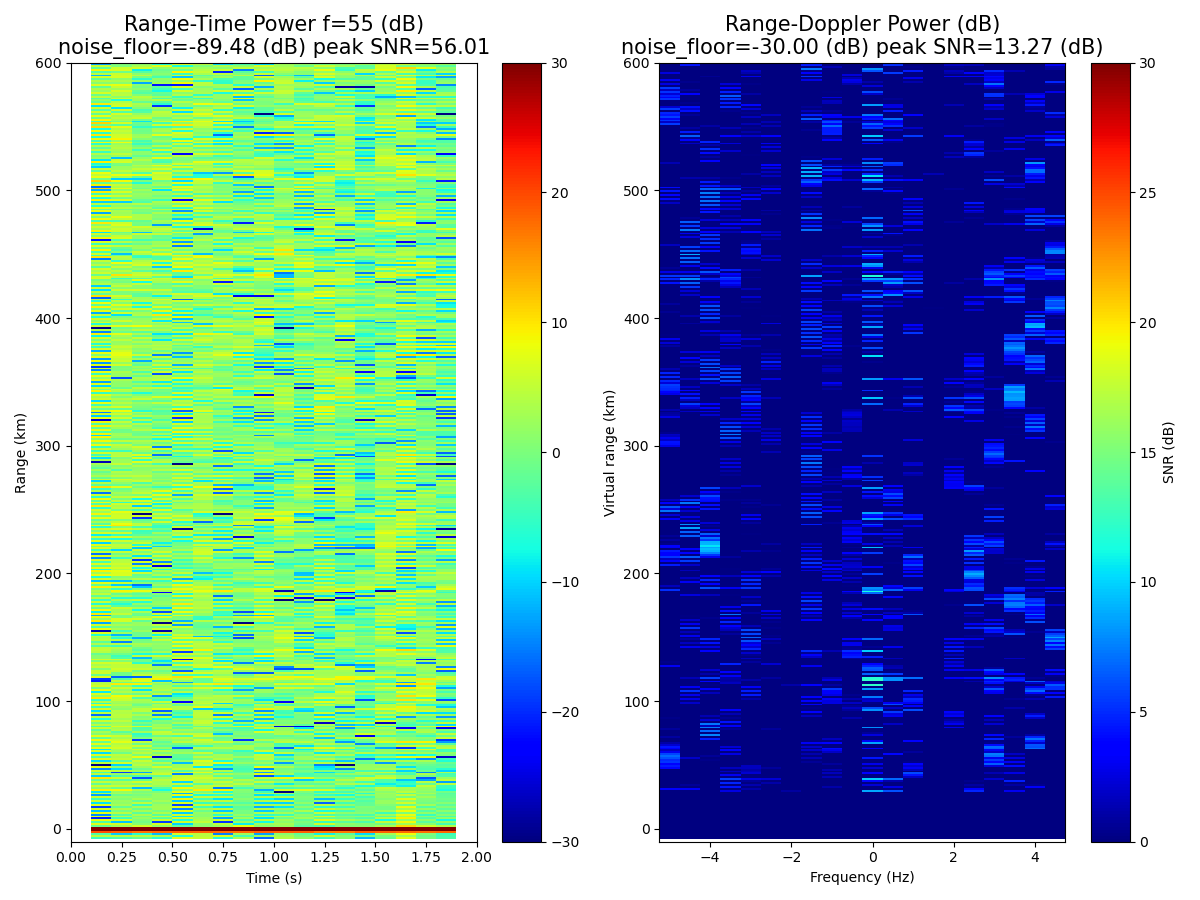 Range-Time Power f=55 (dB)
noise_floor=-89.48 (dB) peak SNR=56.01
600
500
400
300
200
100
0
Range (km)
0.00 0.25 0.50 0.75 1.00 1.25 1.50 1.75 2.00
Time (s)
30
20
10
0
−10
−20
−30
Range-Doppler Power (dB)
noise_floor=-30.00 (dB) peak SNR=13.27 (dB)
600
500
400
300
200
100
0
Virtual range (km)
−4 −2 0 2 4
Frequency (Hz)
30
25
20
15
10
5
0
SNR (dB)